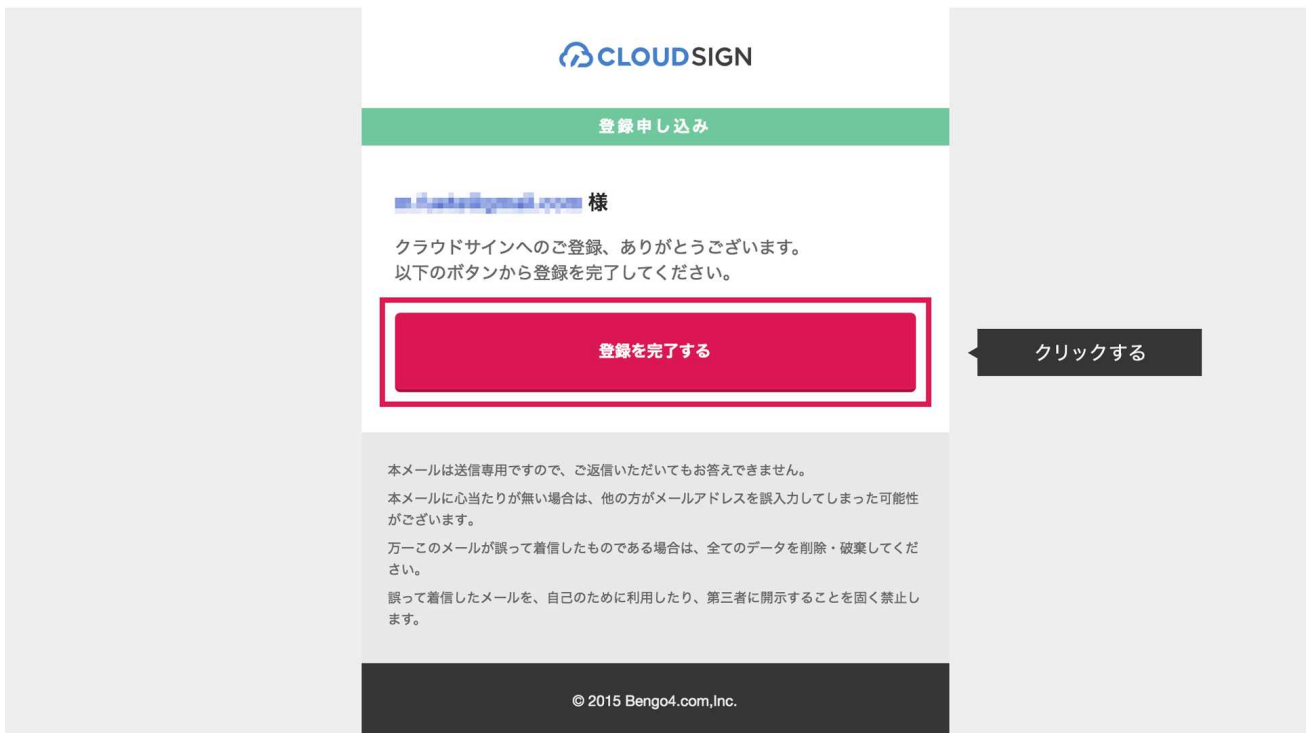 CLOUDSIGN
登録申し込み
様
クラウドサインへのご登録、ありがとうございます。
以下のボタンから登録を完了してください。
登録を完了する
クリックする
本メールは送信専用ですので、ご返信いただいてもお答えできません。
本メールに心当たりが無い場合は、他の方がメールアドレスを誤入力してしまった可能性
がございます。
万一このメールが誤って着信したものである場合は、全てのデータを削除・破棄してくだ
さい。
誤って着信したメールを、自己のために利用したり、第三者に開示することを固く禁止し
ます。
© 2015 Bengo4.com,Inc.